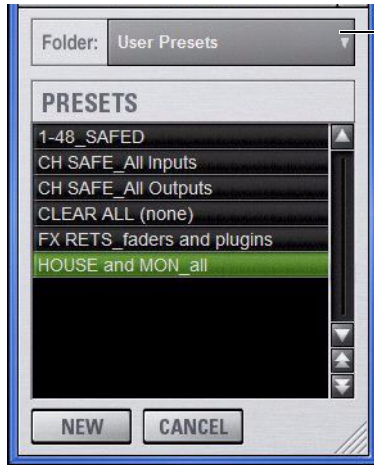 Folder: User Presets
PRESETS
1-48_SAFED
CH SAFE_All Inputs
CH SAFE_All Outputs
CLEAR ALL (none)
FX RETS_faders and plugins
HOUSE and MON_all
NEW CANCEL